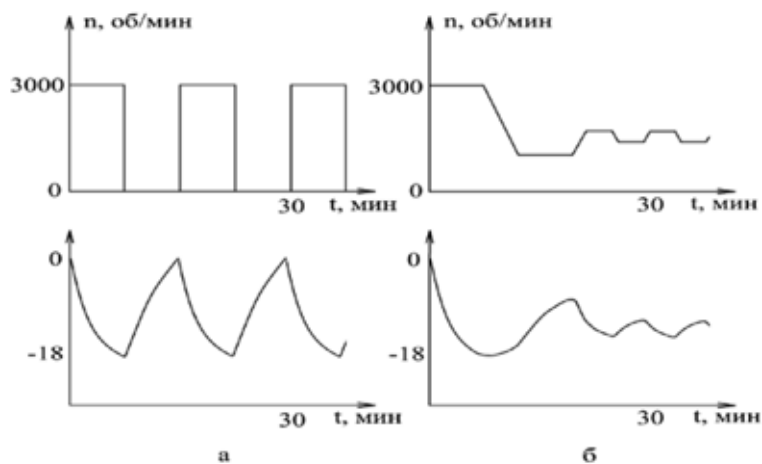 n, об/мин
3000
0
30 t, мин
n, об/мин
3000
0
30 t, мин
0
-18
30 t, мин
0
-18
30 t, мин
а
б